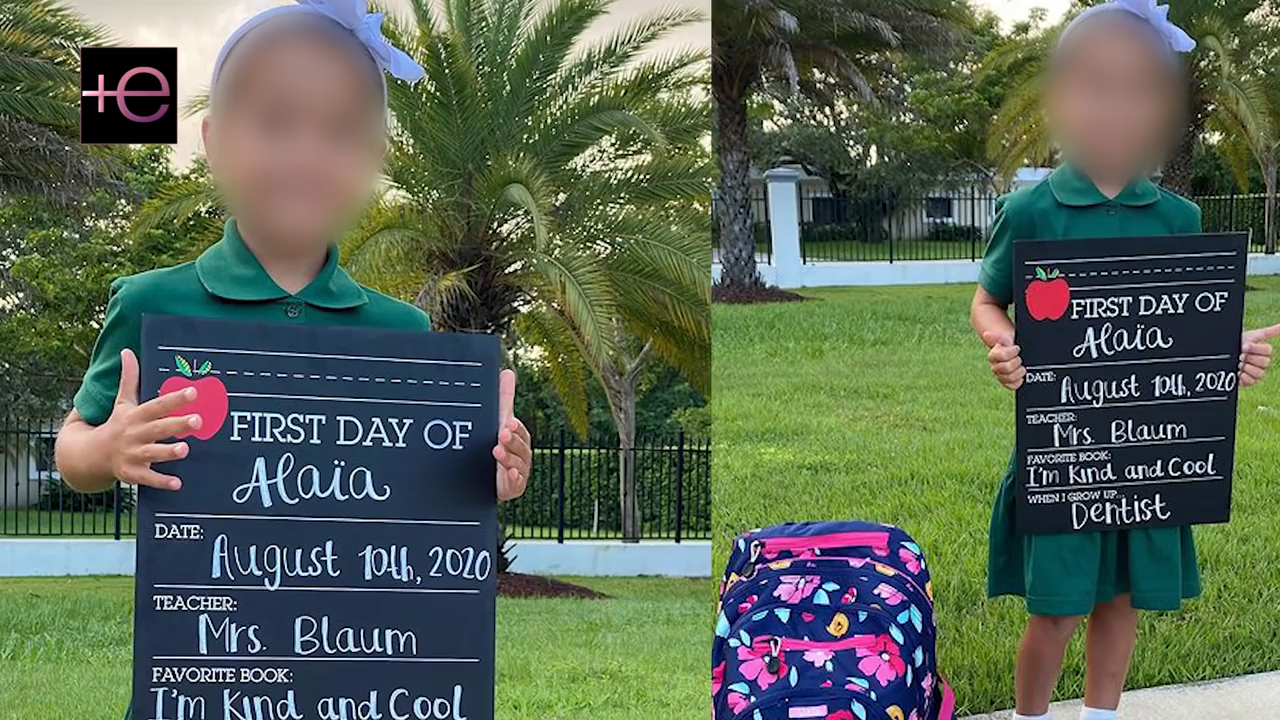 +e
FIRST DAY OF
Alaïa
DATE:
August 10th, 2020
TEACHER:
Mrs. Blaum
FAVORITE BOOK:
I'm Kind and Cool
FIRST DAY OF
Alaïa
DATE:
August 10th, 2020
TEACHER:
Mrs. Blaum
FAVORITE BOOK:
I'm Kind and Cool
WHEN I GROW UP...
Dentist